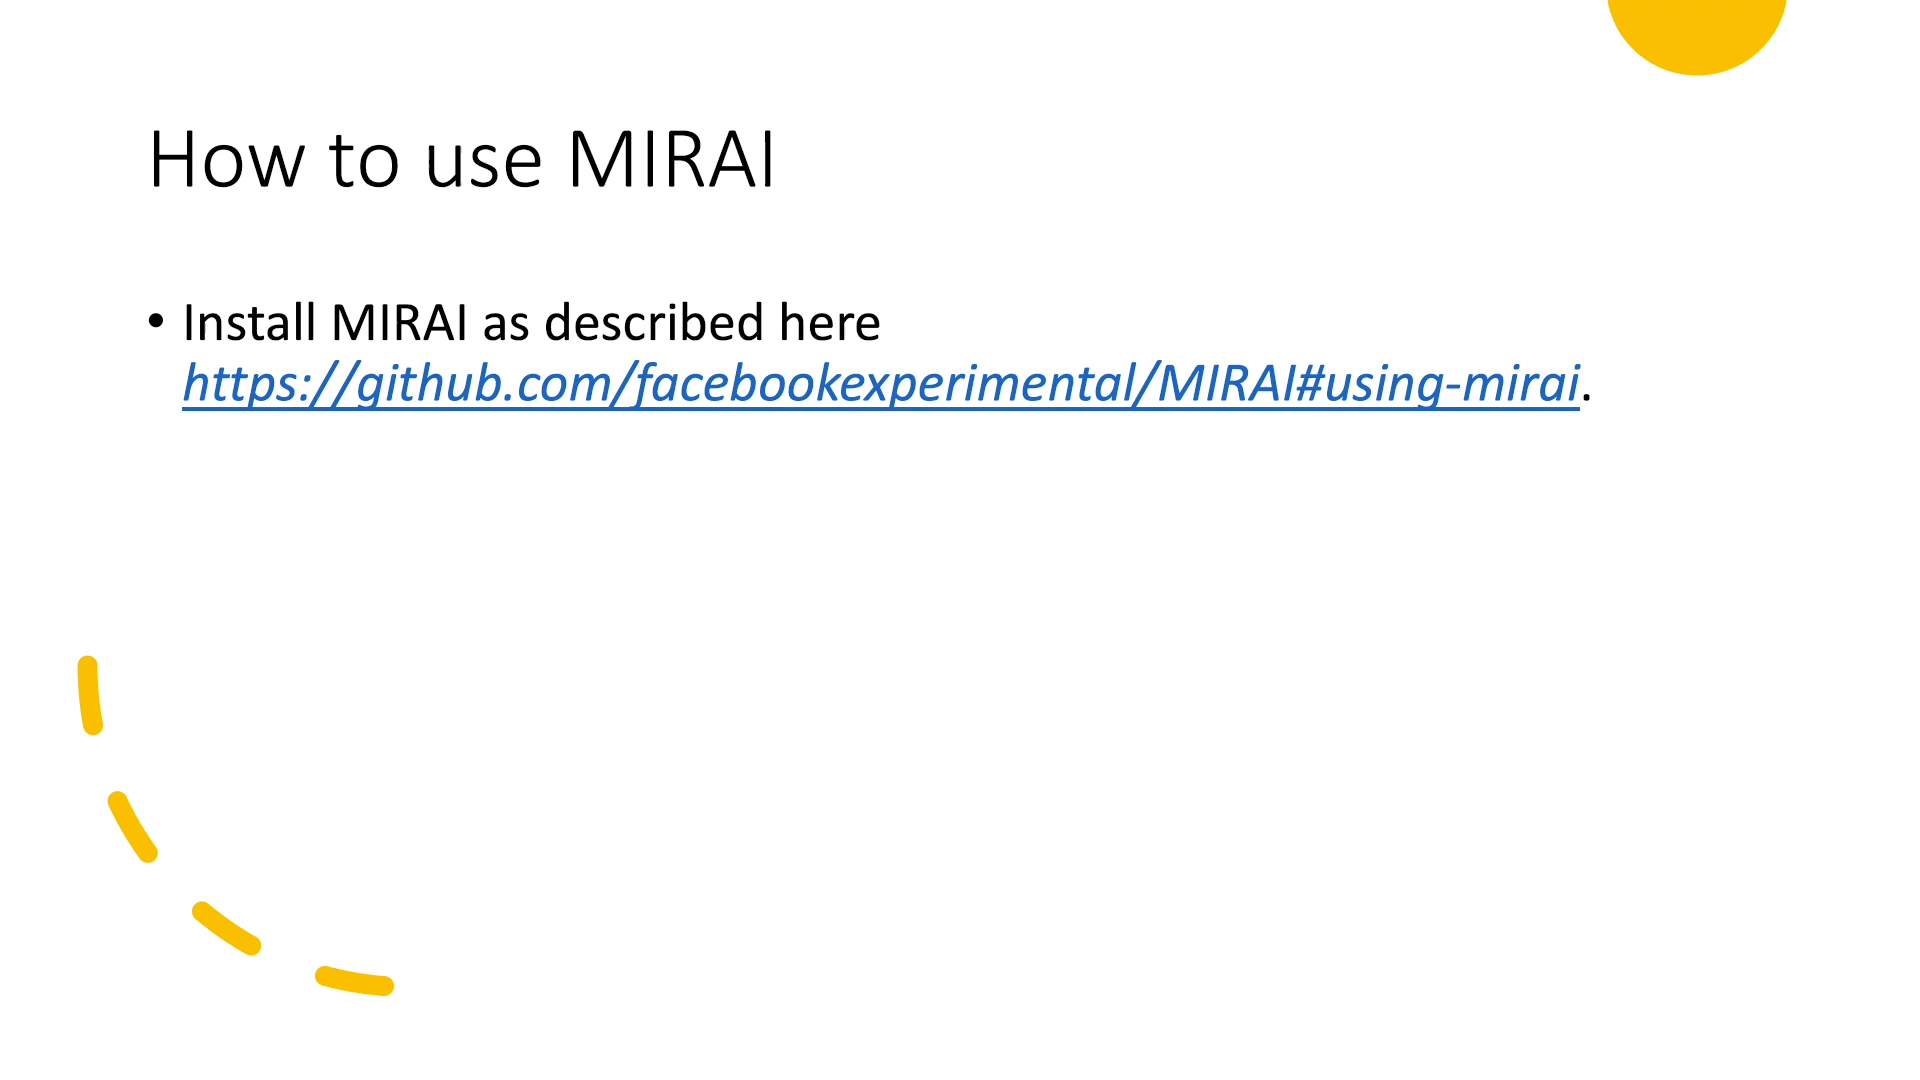 How to use MIRAI
• Install MIRAI as described here
https://github.com/facebookexperimental/MIRAI#using-mirai.